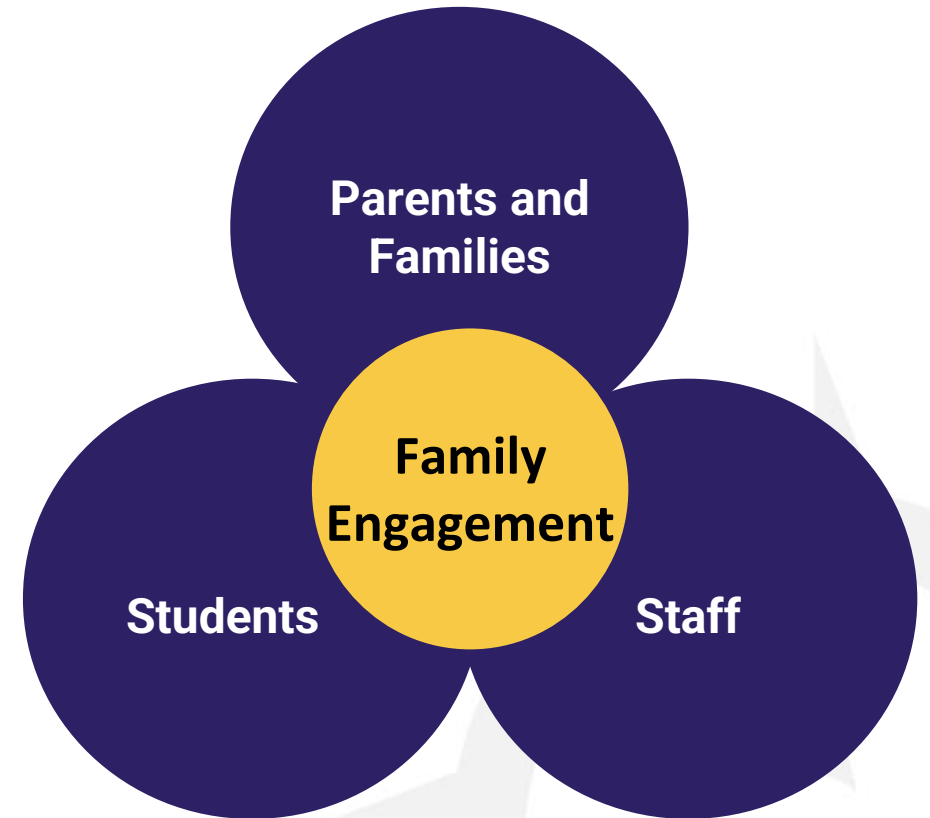 Parents and
Families
Family
Engagement
Students
Staff